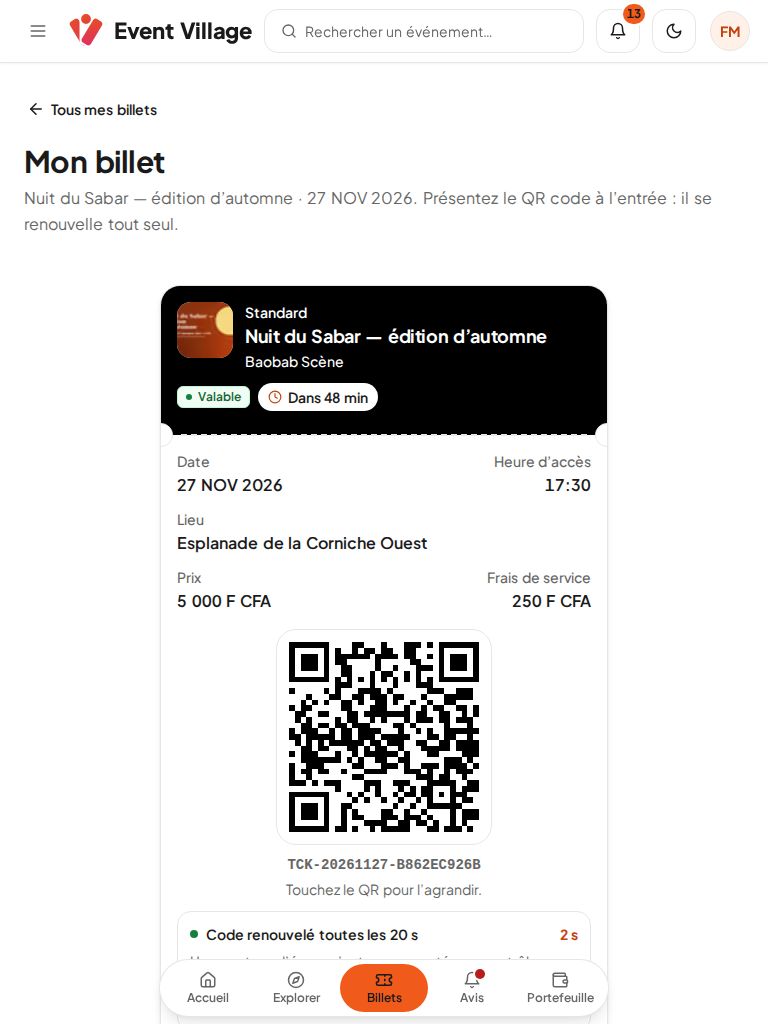 Event Village
Rechercher un événement...
13
FM
Tous mes billets
Mon billet
Nuit du Sabar — édition d’automne · 27 NOV 2026. Présentez le QR code à l’entrée : il se
renouvelle tout seul.
Standard
Nuit du Sabar — édition d’automne
Baobab Scène
Valable
Dans 48 min
Date
Heure d’accès
27 NOV 2026
17:30
Lieu
Esplanade de la Corniche Ouest
Prix
Frais de service
5 000 F CFA
250 F CFA
TCK-20261127-B862EC926B
Touchez le QR pour l’agrandir.
Code renouvelé toutes les 20 s
2 s
Accueil
Explorer
Billets
Avis
Portefeuille